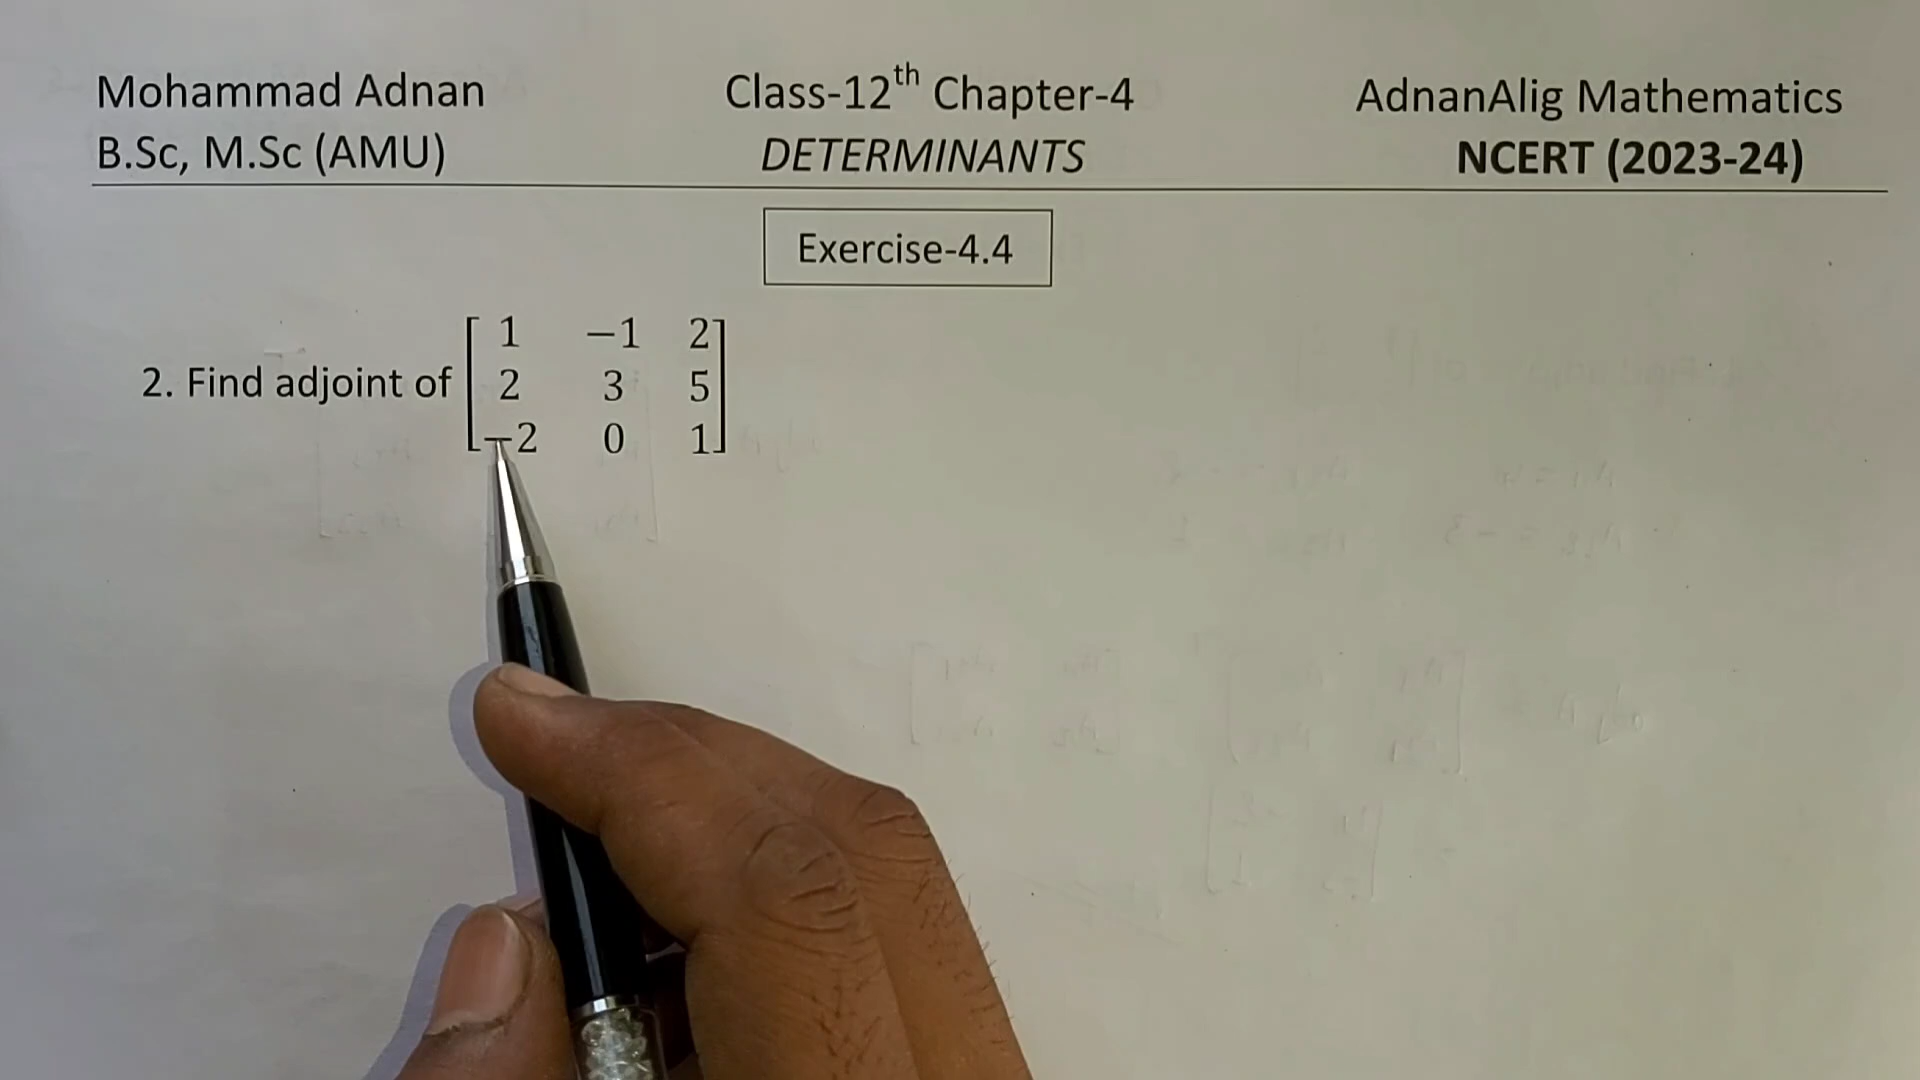 Mohammad Adnan
B.Sc, M.Sc (AMU)
Class-12th Chapter-4
DETERMINANTS
AdnanAlig Mathematics
NCERT (2023-24)
Exercise-4.4
2. Find adjoint of
1 −1 2
2 3 5
−2 0 1